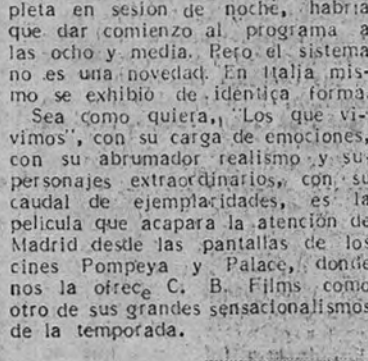 pleta en sesión de noche, habría
que dar comienzo al programa a
las ocho y media. Pero el sistema
no es una novedad. En Italia mis-
mo se exhibió de idéntica forma.
Sea como quiera, "Los que vi-
vimos", con su carga de emociones,
con su abrumador realismo y sus
personajes extraordinarios, con su
caudal de ejemplaridades, es la
pelicula que acapara la atención de
Madrid desde las pantallas de los
cines Pompeya y Palace, donde
nos la ofrece C. B. Films como
otro de sus grandes sensacionalismos
de la temporada.